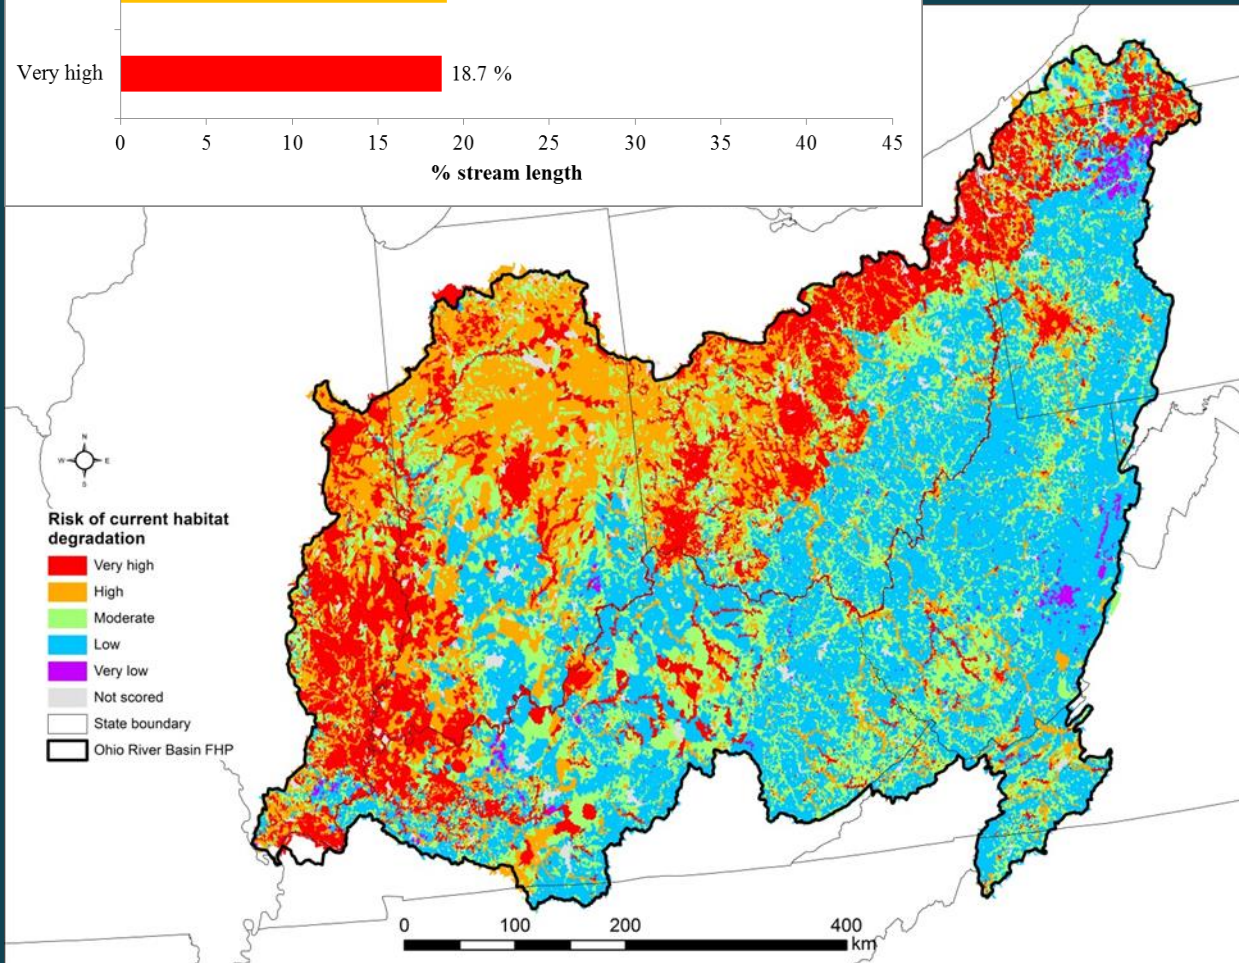 Very high
18.7 %
0 5 10 15 20 25 30 35 40 45
% stream length
N
W E
S
Risk of current habitat
degradation
Very high
High
Moderate
Low
Very low
Not scored
State boundary
Ohio River Basin FHP
0 100 200 400
km